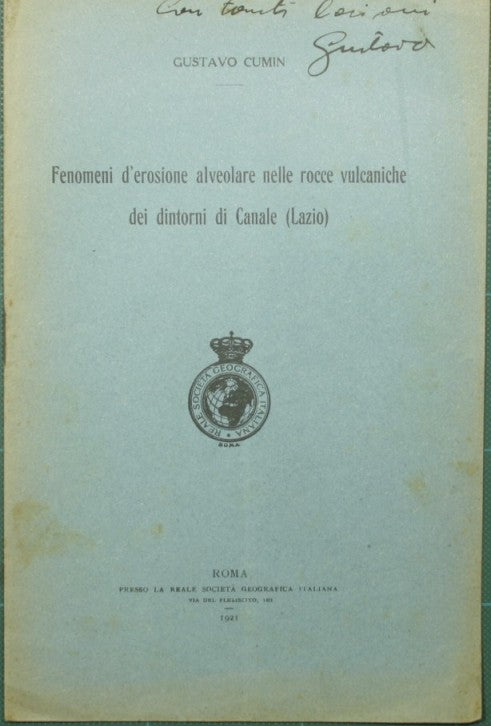 Con tanti
Gustavo
GUSTAVO CUMIN
Fenomeni d'erosione alveolare nelle rocce vulcaniche
dei dintorni di Canale (Lazio)
REALE SOCIETÀ GEOGRAFICA ITALIANA
ROMA
ROMA
PRESSO LA REALE SOCIETÀ GEOGRAFICA ITALIANA
VIA DEL PLEBISCITO, 102
1921